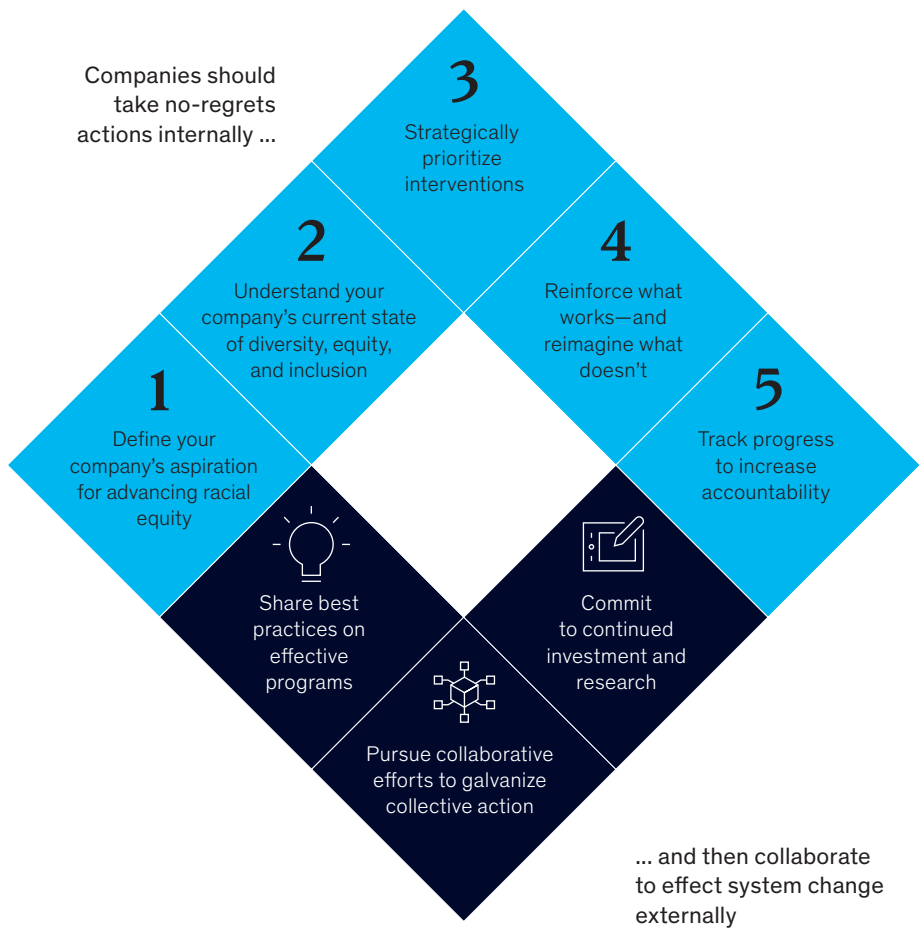 Companies should
take no-regrets
actions internally ...
1
Define your
company’s aspiration
for advancing racial
equity
2
Understand your
company’s current state
of diversity, equity,
and inclusion
3
Strategically
prioritize
interventions
4
Reinforce what
works—and
reimagine what
doesn’t
5
Track progress
to increase
accountability
Share best
practices on
effective
programs
Pursue collaborative
efforts to galvanize
collective action
Commit
to continued
investment and
research
... and then collaborate
to effect system change
externally